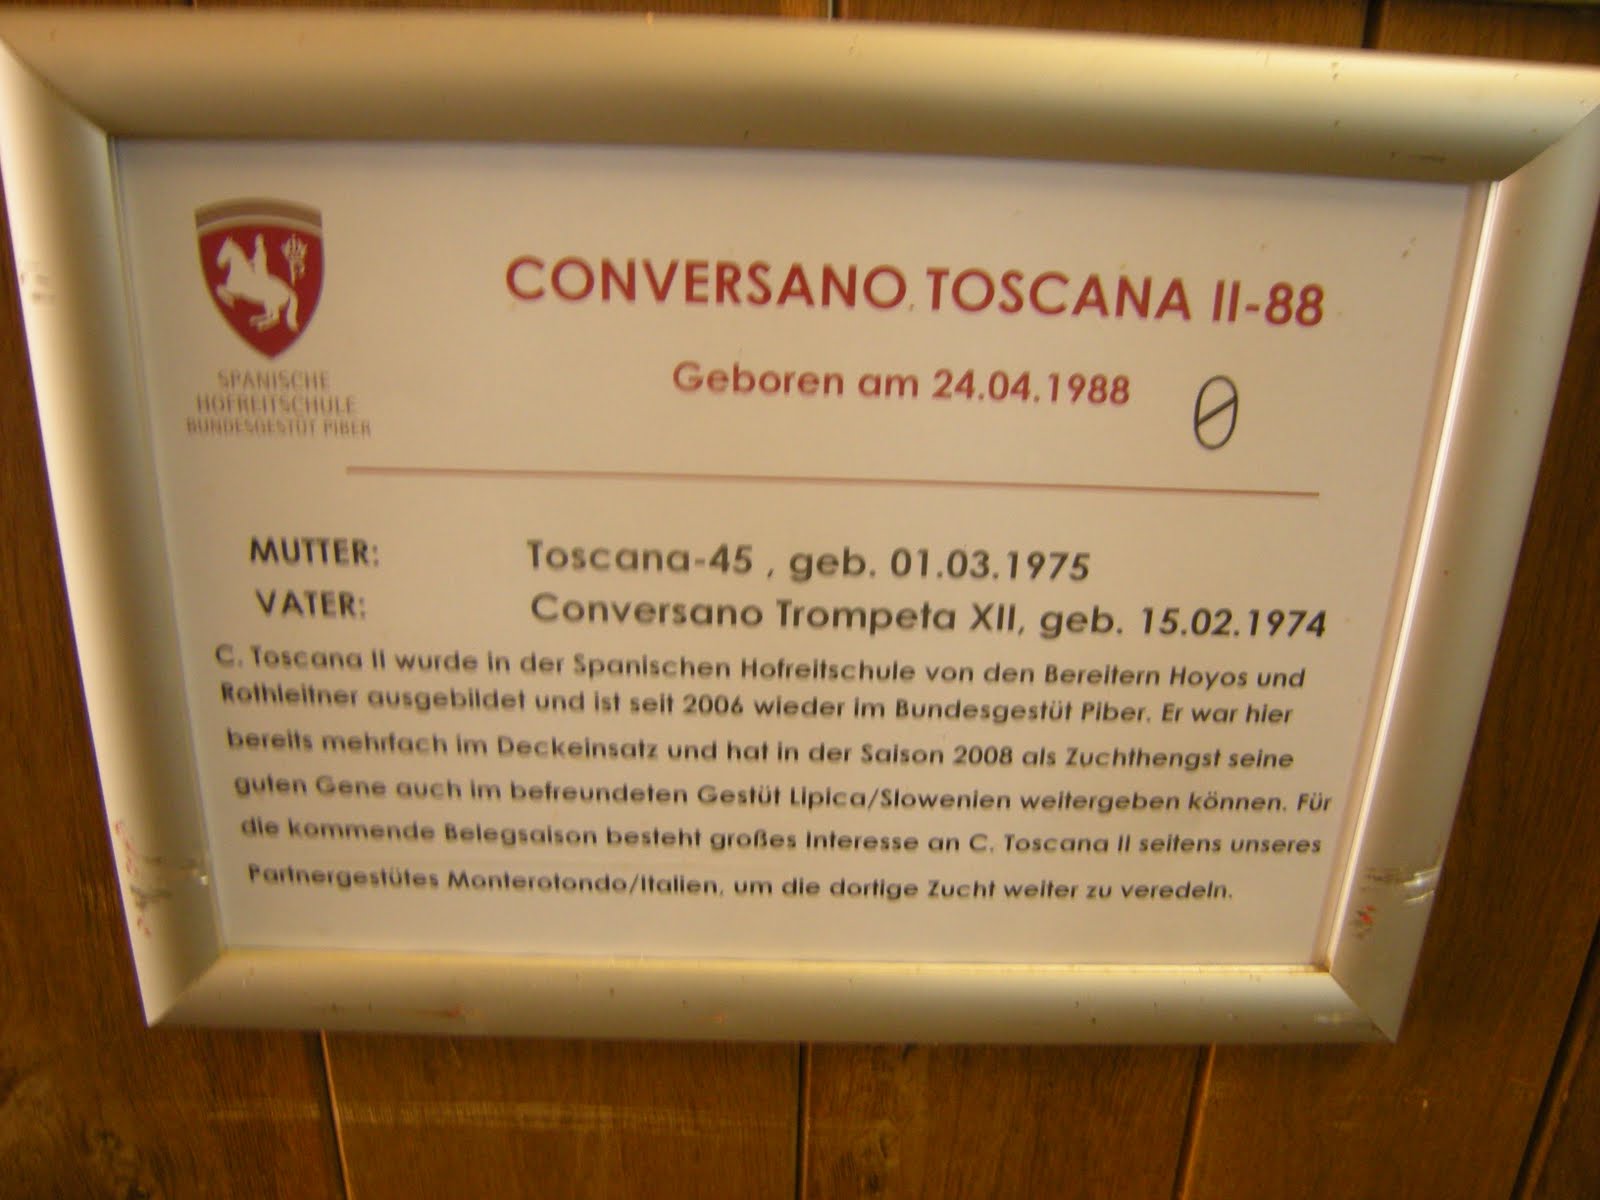 CONVERSANO TOSCANA II-88
Geboren am 24.04.1988 0
SPANISCHE
HOFREITSCHULE
BUNDESGESTÜT PIBER
MUTTER: Toscana-45 , geb. 01.03.1975
VATER: Conversano Trompeta XII, geb. 15.02.1974
C. Toscana II wurde in der Spanischen Hofreitschule von den Bereitern Hoyos und
Rothleitner ausgebildet und ist seit 2006 wieder im Bundesgestüt Piber. Er war hier
bereits mehrfach im Deckeinsatz und hat in der Saison 2008 als Zuchthengst seine
guten Gene auch im befreundeten Gestüt Lipica/Slowenien weitergeben können. Für
die kommende Belegsaison besteht großes Interesse an C. Toscana II seitens unseres
Partnergestütes Monterotondo/Italien, um die dortige Zucht weiter zu veredeln.